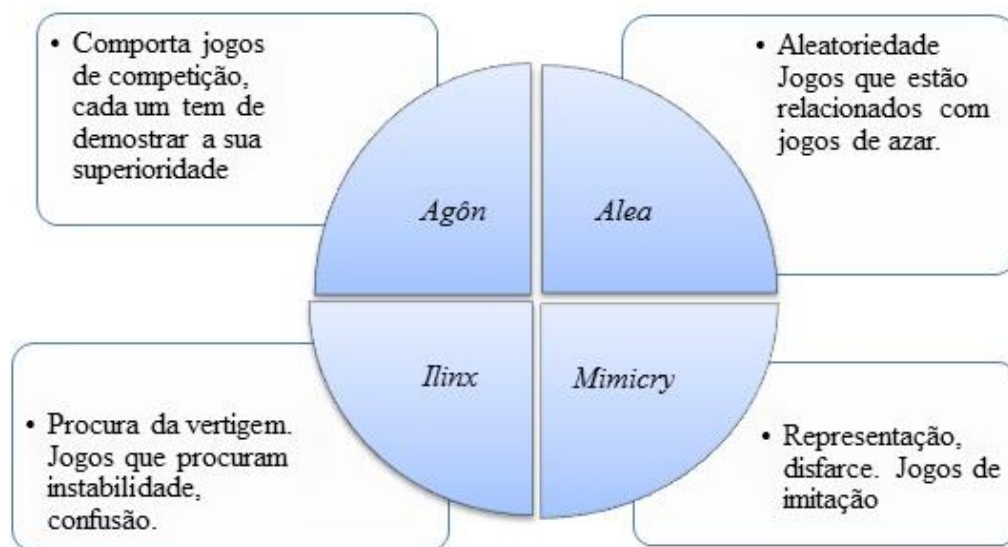 • Comporta jogos
de competição,
cada um tem de
demostrar a sua
superioridade
• Aleatoriedade
Jogos que estão
relacionados com
jogos de azar.
Agôn
Alea
Ilinx
Mimicry
• Procura da vertigem.
Jogos que procuram
instabilidade,
confusão.
• Representação,
disfarce. Jogos de
imitação